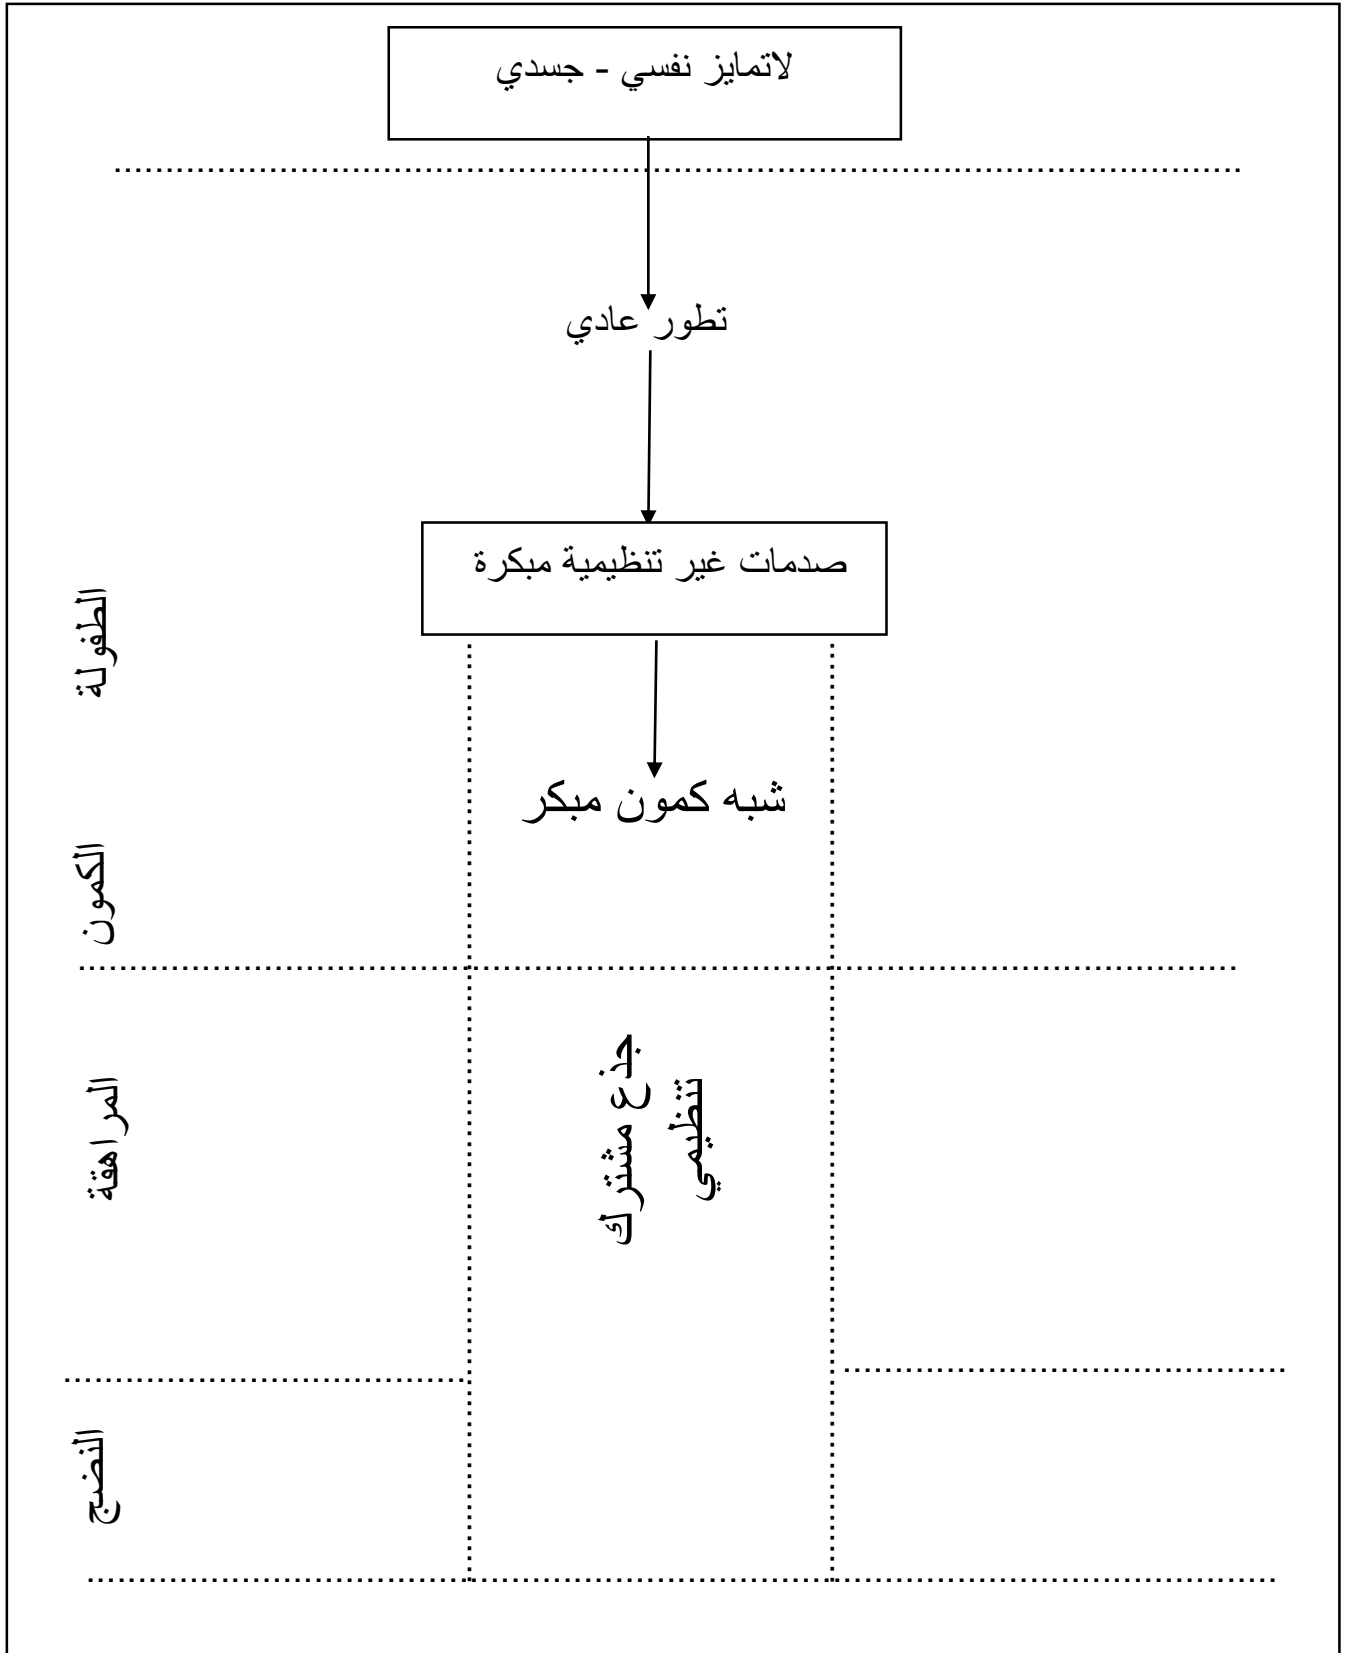 لاتمايز نفسي - جسدي
تطور عادي
صدمات غير تنظيمية مبكرة
الطفولة
شبه كمون مبكر
الكمون
جذع مشترك
تنظيمي
المراهقة
النضج